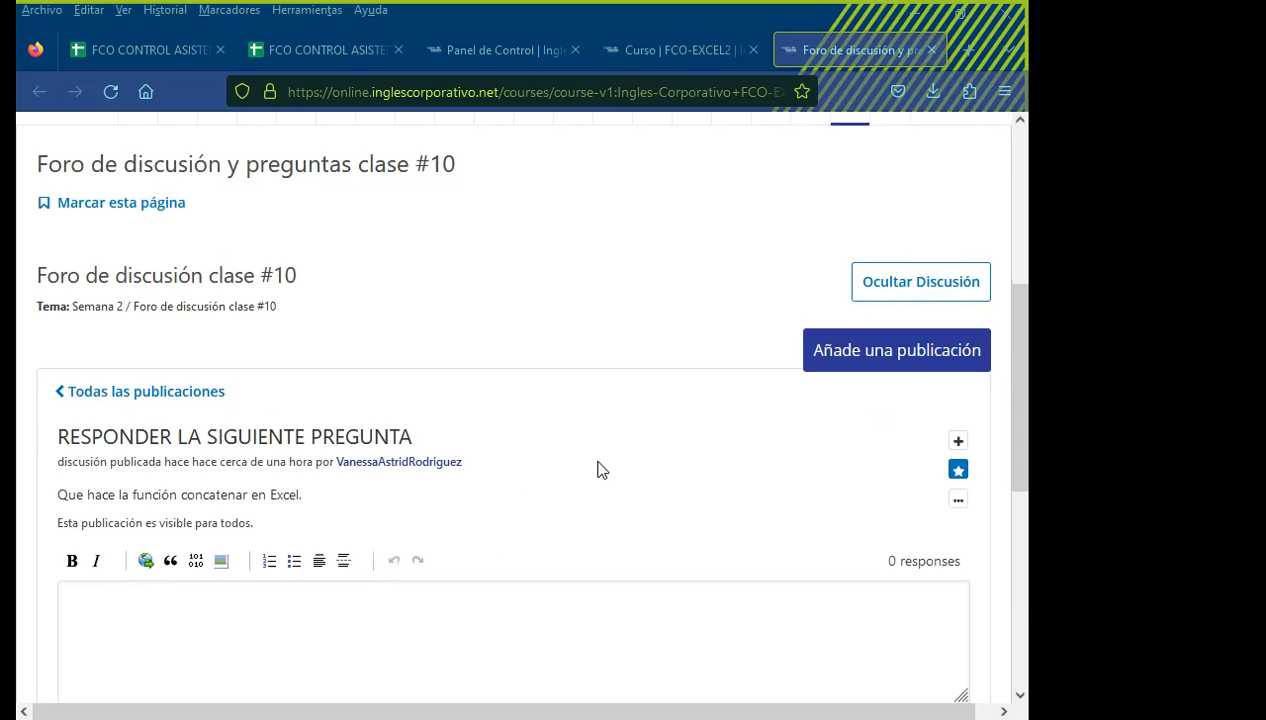 Archivo Editar Ver Historial Marcadores Herramientas Ayuda
FCO CONTROL ASISTE
FCO CONTROL ASISTE
Panel de Control | Ingl
Curso | FCO-EXCEL2 |
Foro de discusión y pr
https://online.inglescorporativo.net/courses/course-v1:Ingles-Corporativo+FCO-E
Foro de discusión y preguntas clase #10
Marcar esta página
Foro de discusión clase #10
Ocultar Discusión
Tema: Semana 2 / Foro de discusión clase #10
Añade una publicación
Todas las publicaciones
RESPONDER LA SIGUIENTE PREGUNTA
discusión publicada hace hace cerca de una hora por VanessaAstridRodriguez
Que hace la función concatenar en Excel.
Esta publicación es visible para todos.
B I 101 010
0 responses